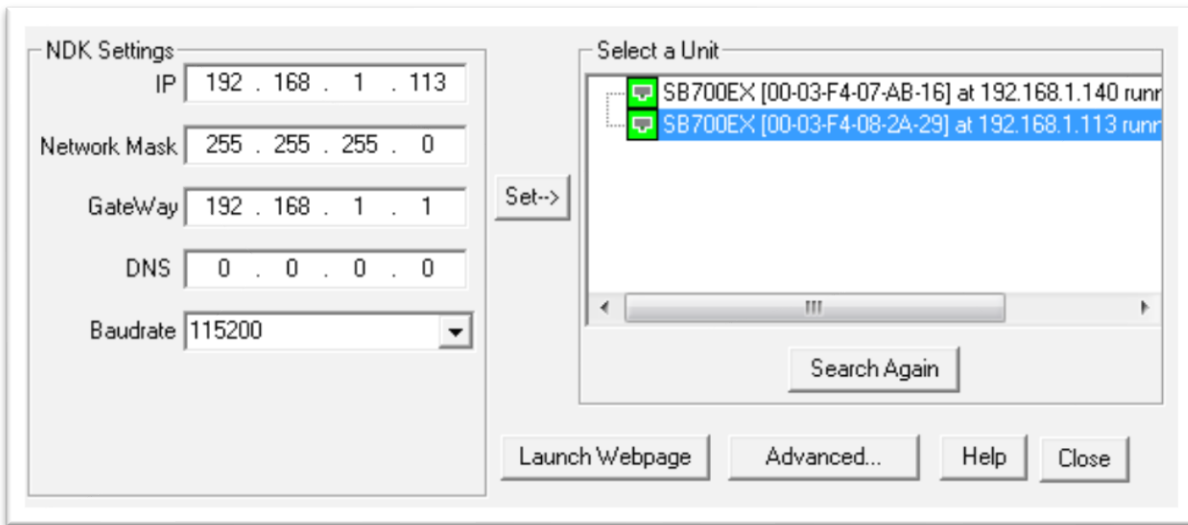 NDK Settings
IP 192 . 168 . 1 . 113
Network Mask 255 . 255 . 255 . 0
GateWay 192 . 168 . 1 . 1
DNS 0 . 0 . 0 . 0
Baudrate 115200
Set-->
Select a Unit
SB700EX [00-03-F4-07-AB-16] at 192.168.1.140
SB700EX [00-03-F4-08-2A-29] at 192.168.1.113
Search Again
Launch Webpage
Advanced...
Help
Close